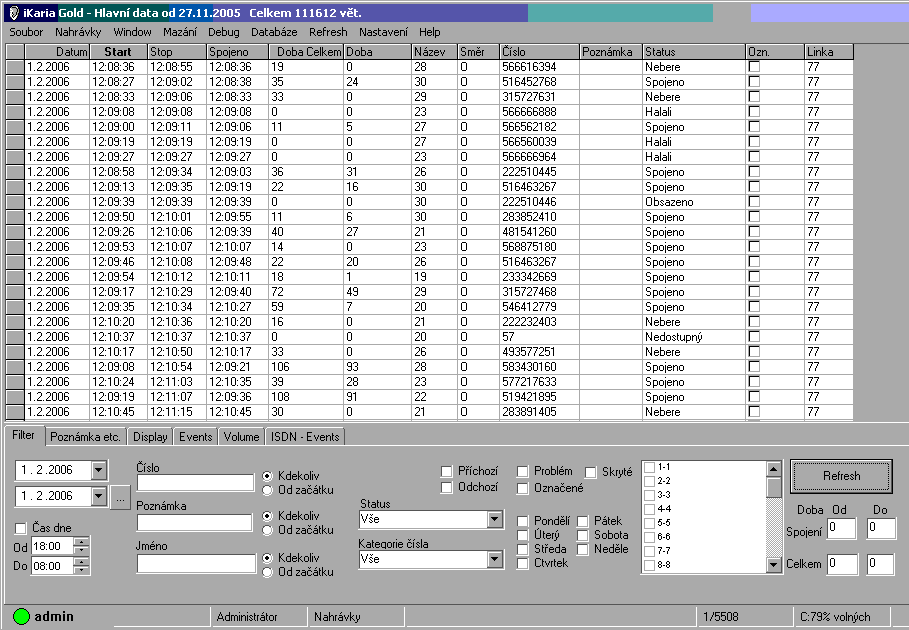 iKaria Gold - Hlavní data od 27.11.2005 Celkem 111612 vět.
Soubor Nahrávky Window Mazání Debug Databáze Refresh Nastavení Help
Datum Start Stop Spojeno Doba Celkem Doba Název Směr Číslo Poznámka Status Ozn. Linka
1.2.2006 12:08:36 12:08:55 12:08:36 19 0 28 O 566616394 Nebere 77
1.2.2006 12:08:27 12:09:02 12:08:38 35 24 30 O 516452768 Spojeno 77
1.2.2006 12:08:33 12:09:06 12:08:33 33 0 29 O 315727631 Nebere 77
1.2.2006 12:09:08 12:09:08 12:09:08 0 0 23 O 566666888 Halali 77
1.2.2006 12:09:00 12:09:11 12:09:06 11 5 27 O 566562182 Spojeno 77
1.2.2006 12:09:19 12:09:19 12:09:19 0 0 27 O 566560039 Halali 77
1.2.2006 12:09:27 12:09:27 12:09:27 0 0 23 O 566666964 Halali 77
1.2.2006 12:08:58 12:09:34 12:09:03 36 31 26 O 222510445 Spojeno 77
1.2.2006 12:09:13 12:09:35 12:09:19 22 16 30 O 516463267 Spojeno 77
1.2.2006 12:09:39 12:09:39 12:09:39 0 0 30 O 222510446 Obsazeno 77
1.2.2006 12:09:50 12:10:01 12:09:55 11 6 30 O 283852410 Spojeno 77
1.2.2006 12:09:26 12:10:06 12:09:39 40 27 21 O 481541260 Spojeno 77
1.2.2006 12:09:53 12:10:07 12:10:07 14 0 23 O 568875180 Spojeno 77
1.2.2006 12:09:46 12:10:08 12:09:48 22 20 26 O 516463267 Spojeno 77
1.2.2006 12:09:54 12:10:12 12:10:11 18 1 19 O 233342669 Spojeno 77
1.2.2006 12:09:17 12:10:29 12:09:40 72 49 29 O 315727468 Spojeno 77
1.2.2006 12:09:35 12:10:34 12:10:27 59 7 20 O 546412779 Spojeno 77
1.2.2006 12:10:20 12:10:36 12:10:20 16 0 21 O 222232403 Nebere 77
1.2.2006 12:10:37 12:10:37 12:10:37 0 0 20 O 57 Nedostupný 77
1.2.2006 12:10:17 12:10:50 12:10:17 33 0 26 O 493577251 Nebere 77
1.2.2006 12:09:08 12:10:54 12:09:21 106 93 28 O 583430160 Spojeno 77
1.2.2006 12:10:24 12:11:03 12:10:35 39 28 23 O 577217633 Spojeno 77
1.2.2006 12:09:19 12:11:07 12:09:36 108 91 22 O 519421895 Spojeno 77
1.2.2006 12:10:45 12:11:15 12:10:45 30 0 21 O 283891405 Nebere 77
Filter Poznámka etc. Display Events Volume ISDN - Events
1 . 2 .2006
1 . 2 .2006 ...
Čas dne
Od 18:00
Do 08:00
Číslo
Kdekoliv
Od začátku
Poznámka
Kdekoliv
Od začátku
Jméno
Kdekoliv
Od začátku
Příchozí Problém Skryté
Odchozí Označené
Status
Vše
Kategorie čísla
Vše
Pondělí Pátek
Úterý Sobota
Středa Neděle
Čtvrtek
1-1
2-2
3-3
4-4
5-5
6-6
7-7
8-8
Refresh
Doba Od Do
Spojení 0 0
Celkem 0 0
admin Administrátor Nahrávky 1/5508 C:79% volných